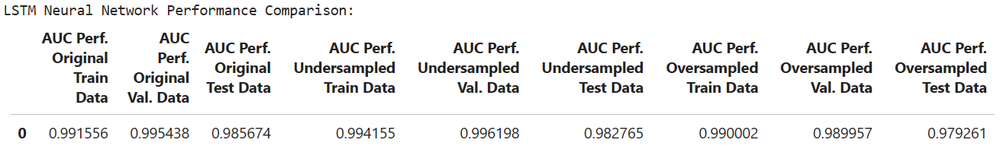 LSTM Neural Network Performance Comparison:
AUC Perf. Original Train Data
AUC Perf. Original Val. Data
AUC Perf. Original Test Data
AUC Perf. Undersampled Train Data
AUC Perf. Undersampled Val. Data
AUC Perf. Undersampled Test Data
AUC Perf. Oversampled Train Data
AUC Perf. Oversampled Val. Data
AUC Perf. Oversampled Test Data
0 0.991556 0.995438 0.985674 0.994155 0.996198 0.982765 0.990002 0.989957 0.979261